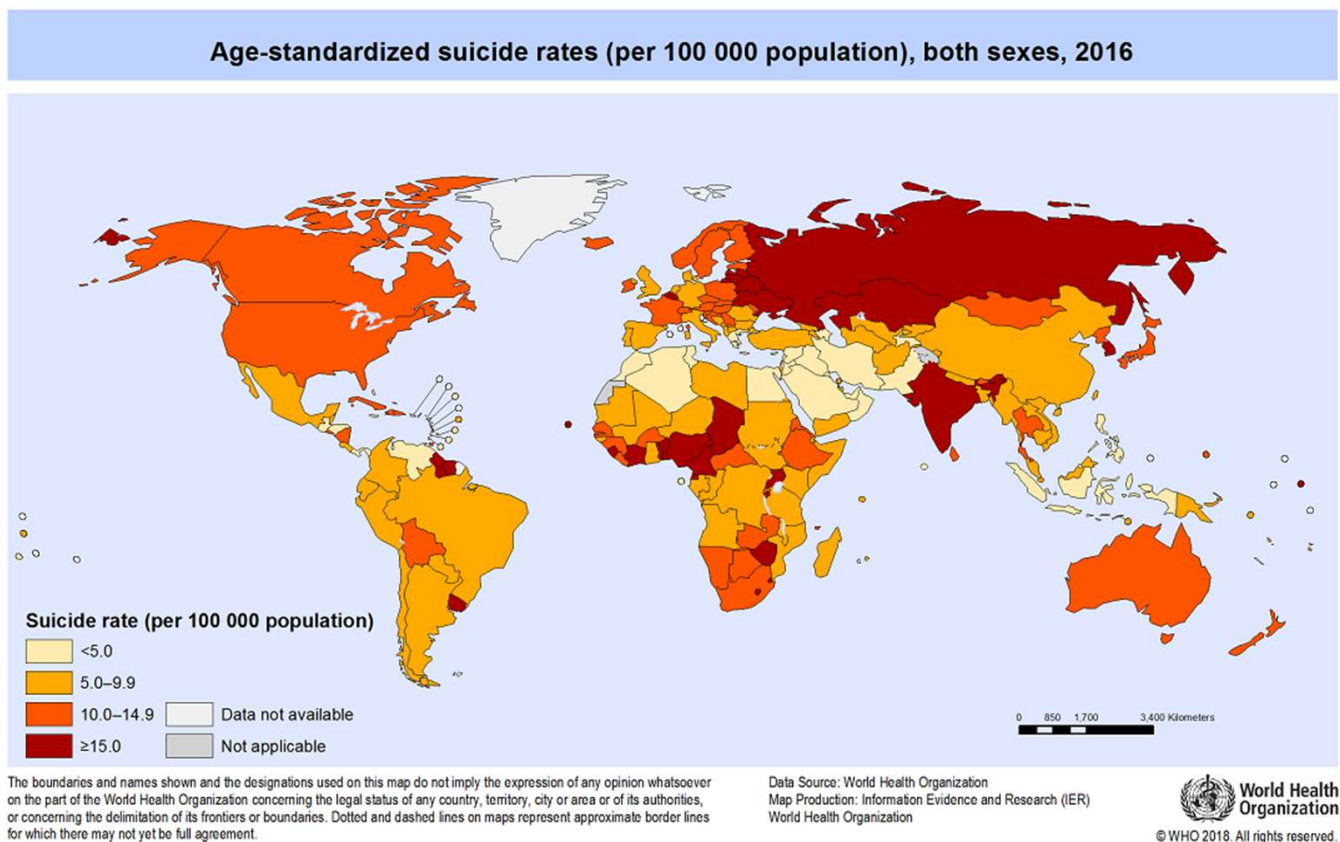 Age-standardized suicide rates (per 100 000 population), both sexes, 2016
Suicide rate (per 100 000 population)
<5.0
5.0–9.9
10.0–14.9
≥15.0
Data not available
Not applicable
0 850 1,700 3,400 Kilometers
The boundaries and names shown and the designations used on this map do not imply the expression of any opinion whatsoever
on the part of the World Health Organization concerning the legal status of any country, territory, city or area or of its authorities,
or concerning the delimitation of its frontiers or boundaries. Dotted and dashed lines on maps represent approximate border lines
for which there may not yet be full agreement.
Data Source: World Health Organization
Map Production: Information Evidence and Research (IER)
World Health Organization
World Health
Organization
© WHO 2018. All rights reserved.